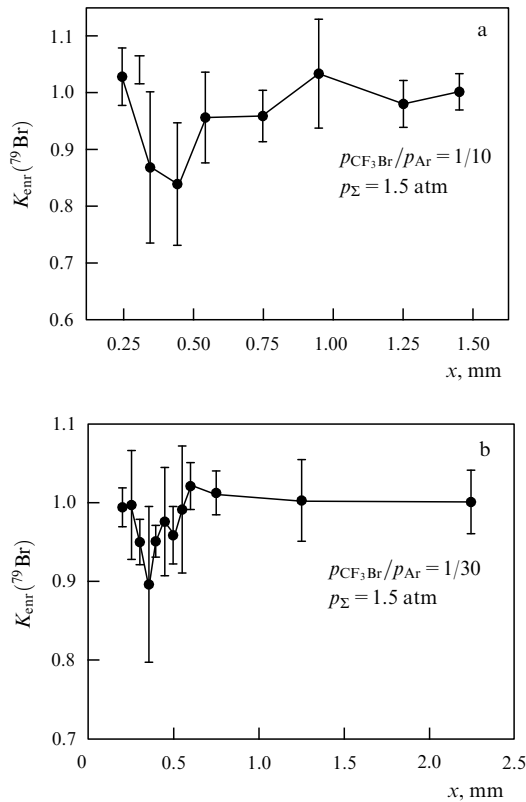 a
1.1
1.0
0.9
0.8
0.7
0.6
K_enr(⁷⁹Br)
p_CF₃Br/p_Ar = 1/10
p_Σ = 1.5 atm
0.25 0.50 0.75 1.00 1.25 1.50
x, mm
b
1.1
1.0
0.9
0.8
0.7
K_enr(⁷⁹Br)
p_CF₃Br/p_Ar = 1/30
p_Σ = 1.5 atm
0 0.5 1.0 1.5 2.0 2.5
x, mm